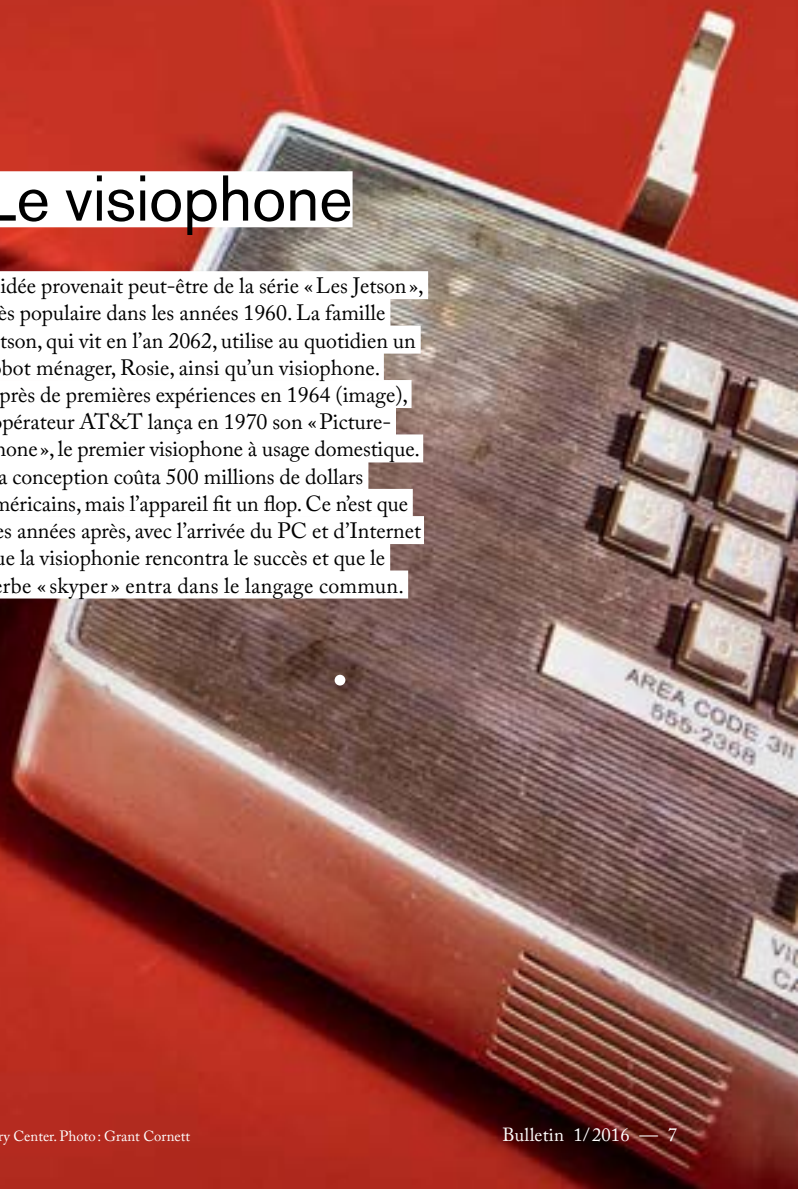 Le visiophone
idée provenait peut-être de la série « Les Jetson »,
ès populaire dans les années 1960. La famille
tson, qui vit en l’an 2062, utilise au quotidien un
obot ménager, Rosie, ainsi qu’un visiophone.
près de premières expériences en 1964 (image),
opérateur AT&T lança en 1970 son « Picture-
hone », le premier visiophone à usage domestique.
a conception coûta 500 millions de dollars
méricains, mais l’appareil fit un flop. Ce n’est que
es années après, avec l’arrivée du PC et d’Internet
ue la visiophonie rencontra le succès et que le
erbe « skyper » entra dans le langage commun.
AREA CODE 311
555-2368
VI
CA
ry Center. Photo : Grant Cornett
Bulletin 1/2016 — 7